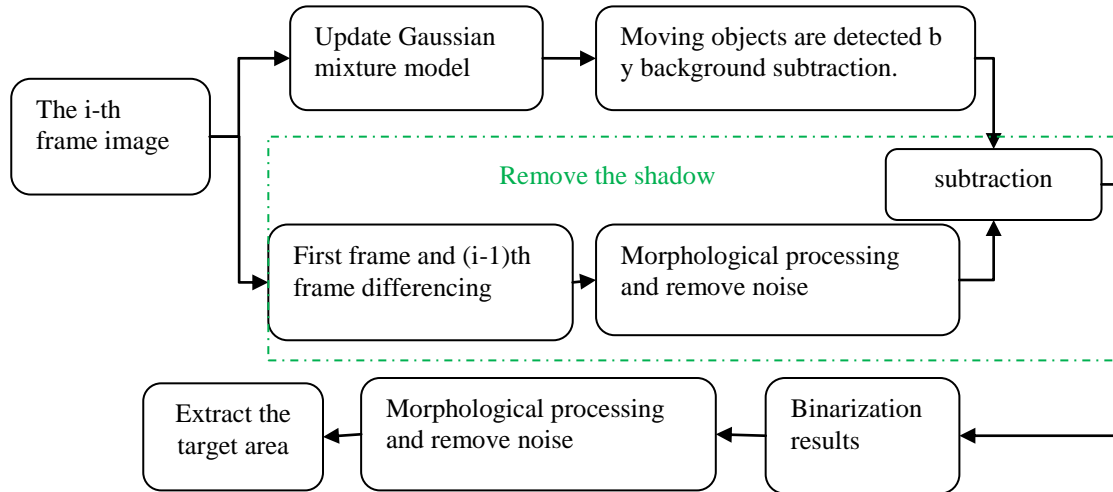 Update Gaussian
mixture model
Moving objects are detected b
y background subtraction.
The i-th
frame image
Remove the shadow
subtraction
First frame and (i-1)th
frame differencing
Morphological processing
and remove noise
Extract the
target area
Morphological processing
and remove noise
Binarization
results